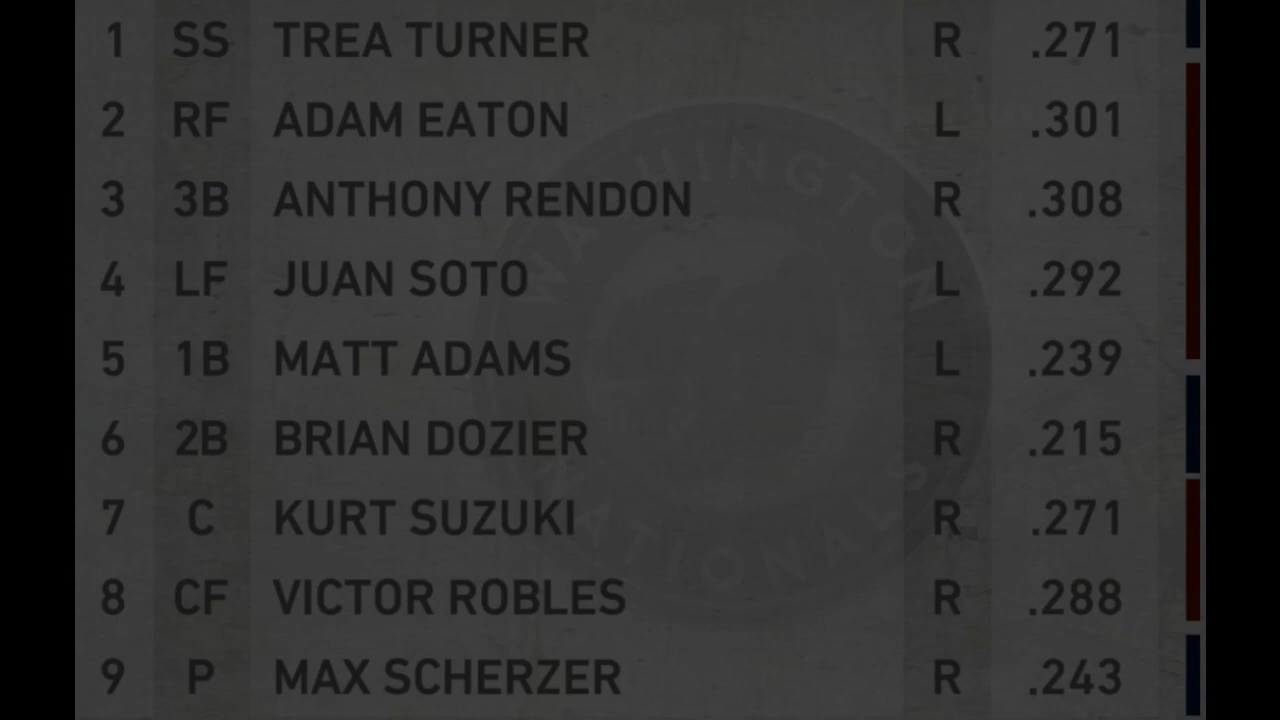 1 SS TREA TURNER R .271
2 RF ADAM EATON L .301
3 3B ANTHONY RENDON R .308
4 LF JUAN SOTO L .292
5 1B MATT ADAMS L .239
6 2B BRIAN DOZIER R .215
7 C KURT SUZUKI R .271
8 CF VICTOR ROBLES R .288
9 P MAX SCHERZER R .243
WASHINGTON
NATIONALS